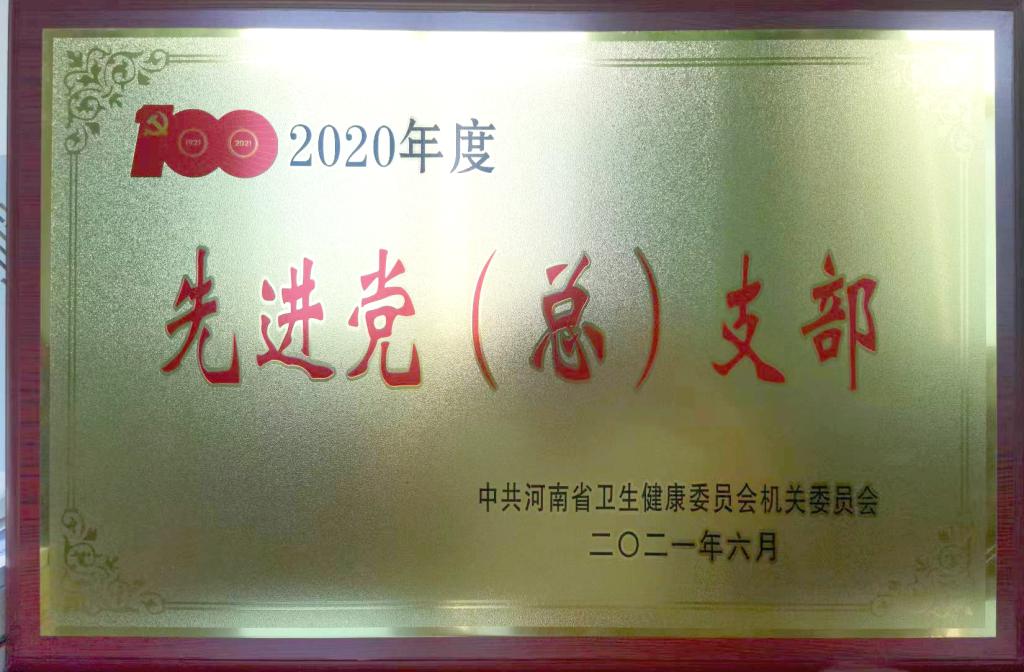 100 1921 2021 2020年度
先进党（总）支部
中共河南省卫生健康委员会机关委员会
二〇二一年六月